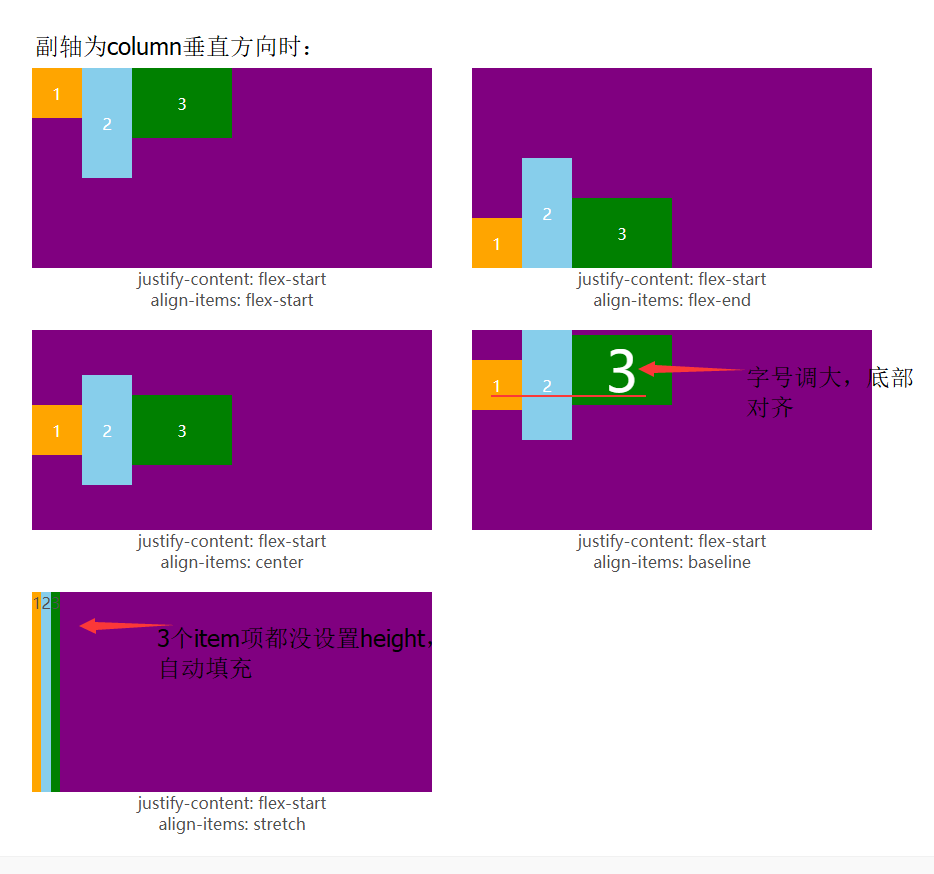 副轴为column垂直方向时：
1
2
3
1
2
3
justify-content: flex-start
align-items: flex-start
justify-content: flex-start
align-items: flex-end
1
2
3
1
2
3
字号调大，底部
对齐
justify-content: flex-start
align-items: center
justify-content: flex-start
align-items: baseline
12
3个item项都没设置height，
自动填充
justify-content: flex-start
align-items: stretch